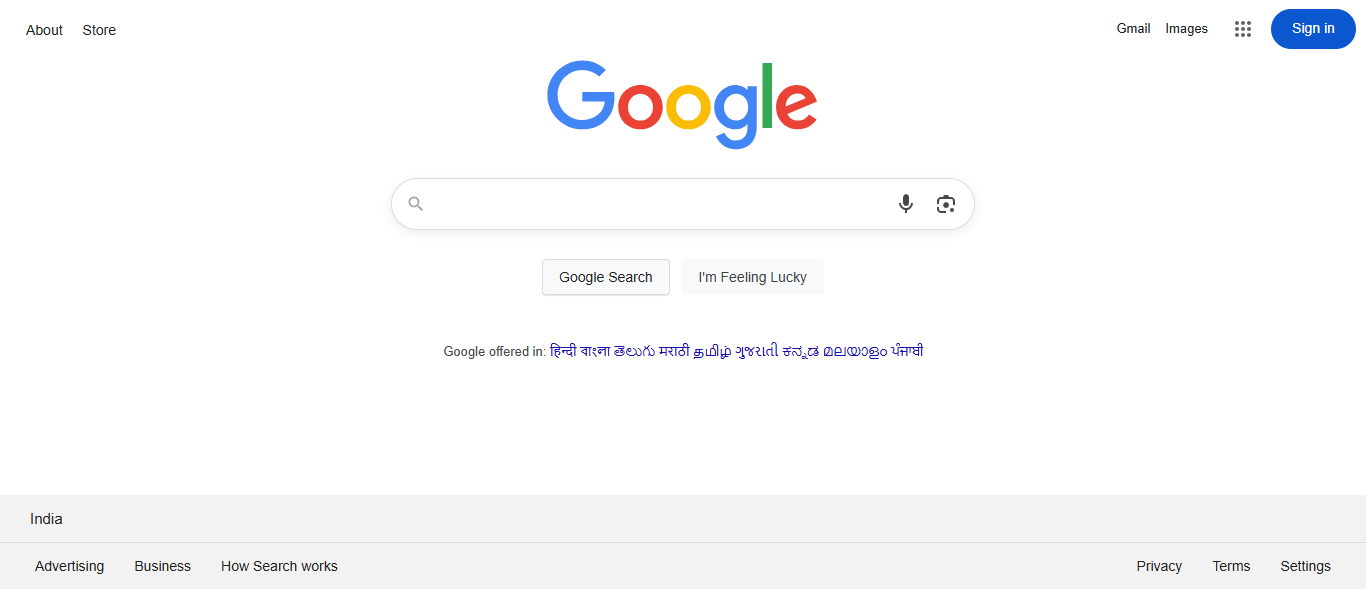 About Store Gmail Images Sign in
Google
Google Search I'm Feeling Lucky
Google offered in: हिन्दी বাংলা తెలుగు मराठी தமிழ் ગુજરાતી ಕನ್ನಡ മലയാളം ਪੰਜਾਬੀ
India
Advertising Business How Search works Privacy Terms Settings